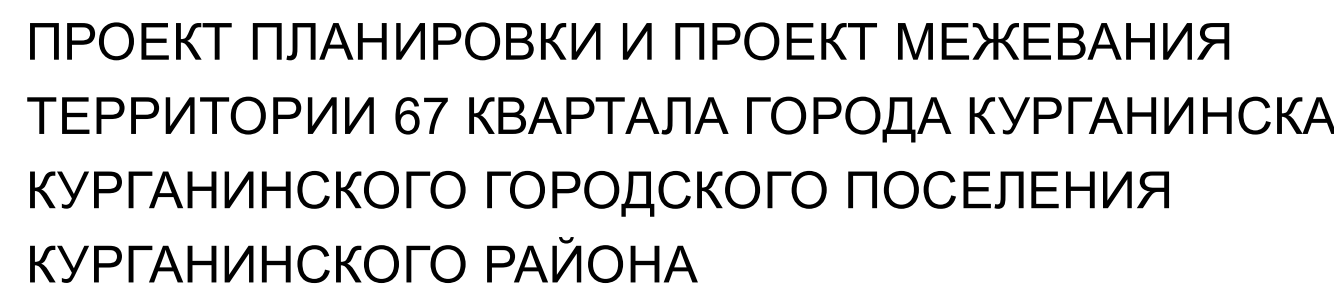 ПРОЕКТ ПЛАНИРОВКИ И ПРОЕКТ МЕЖЕВАНИЯ
ТЕРРИТОРИИ 67 КВАРТАЛА ГОРОДА КУРГАНИНСКА
КУРГАНИНСКОГО ГОРОДСКОГО ПОСЕЛЕНИЯ
КУРГАНИНСКОГО РАЙОНА